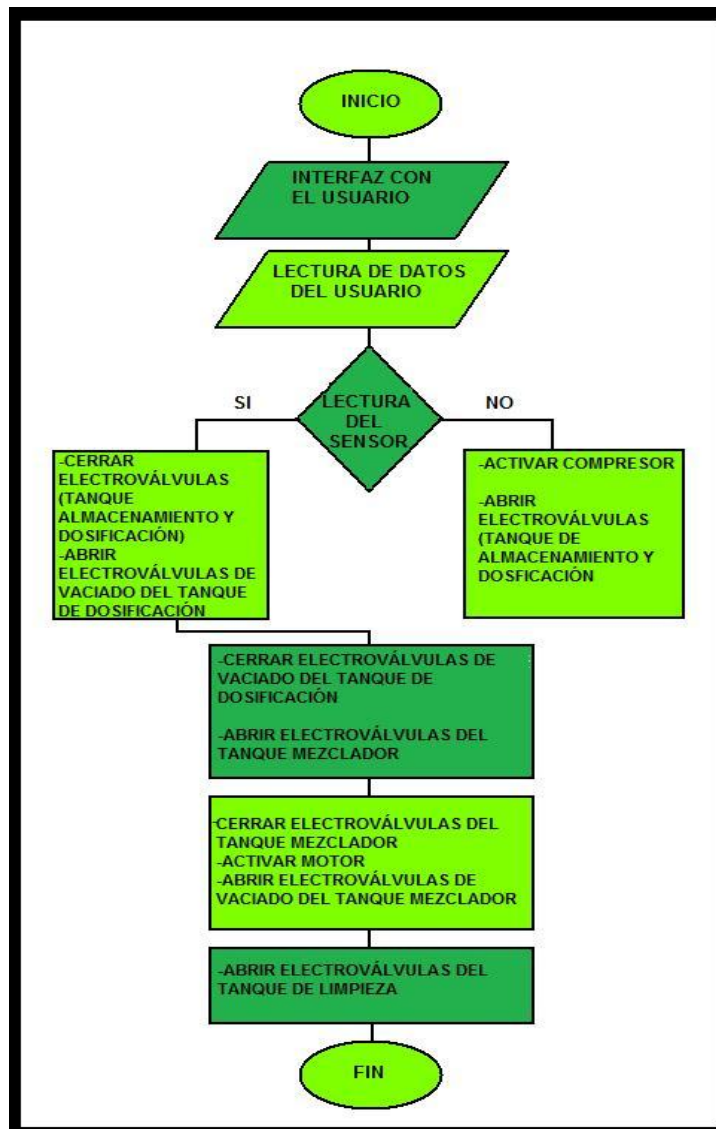 INICIO
INTERFAZ CON
EL USUARIO
LECTURA DE DATOS
DEL USUARIO
LECTURA
DEL
SENSOR
SI
NO
-CERRAR
ELECTROVÁLVULAS
(TANQUE
ALMACENAMIENTO Y
DOSIFICACIÓN)
-ABRIR
ELECTROVÁLVULAS DE
VACIADO DEL TANQUE
DE DOSIFICACIÓN
-ACTIVAR COMPRESOR
-ABRIR
ELECTROVÁLVULAS
(TANQUE DE
ALMACENAMIENTO Y
DOSFICACIÓN
-CERRAR ELECTROVÁLVULAS DE
VACIADO DEL TANQUE DE
DOSIFICACIÓN
-ABRIR ELECTROVÁLVULAS DEL
TANQUE MEZCLADOR
-CERRAR ELECTROVÁLVULAS DEL
TANQUE MEZCLADOR
-ACTIVAR MOTOR
-ABRIR ELECTROVÁLVULAS DE
VACIADO DEL TANQUE MEZCLADOR
-ABRIR ELECTROVÁLVULAS DEL
TANQUE DE LIMPIEZA
FIN